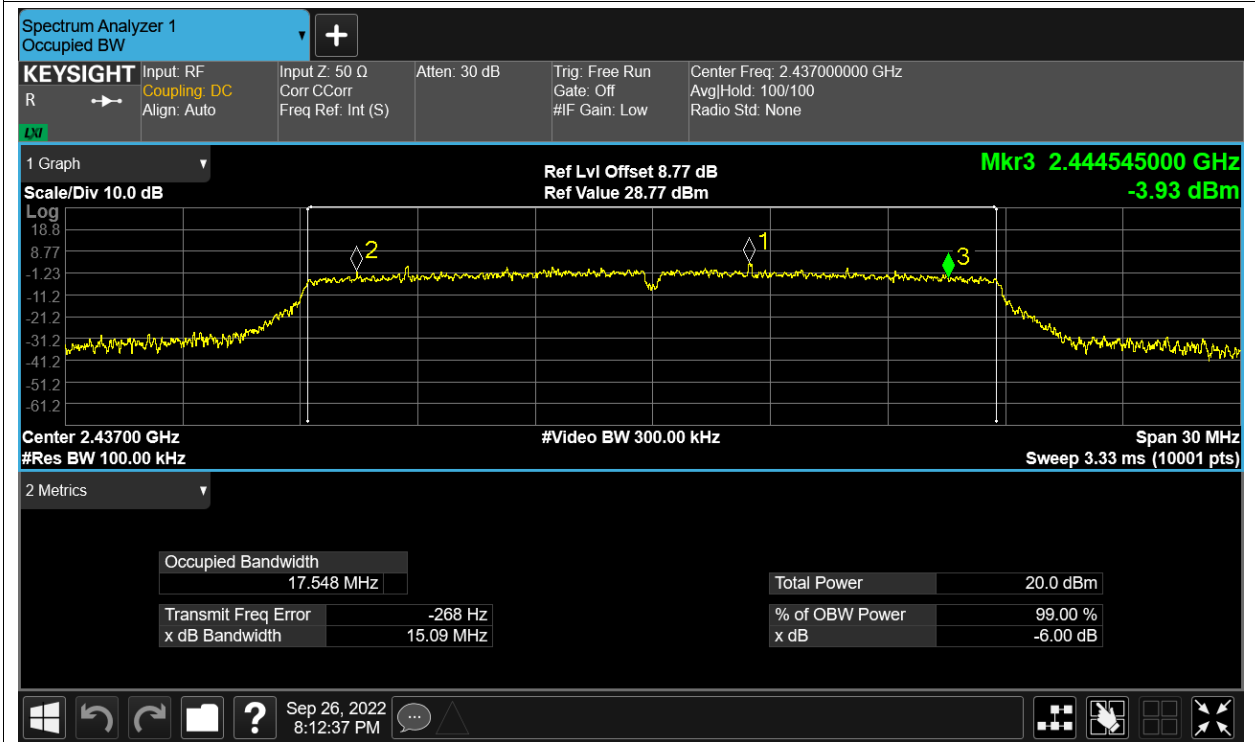 Spectrum Analyzer 1
Occupied BW
+
KEYSIGHT
R
LXI
Input: RF
Coupling: DC
Align: Auto
Input Z: 50 Ω
Corr CCorr
Freq Ref: Int (S)
Atten: 30 dB
Trig: Free Run
Gate: Off
#IF Gain: Low
Center Freq: 2.437000000 GHz
Avg|Hold: 100/100
Radio Std: None
1 Graph
Scale/Div 10.0 dB
Ref Lvl Offset 8.77 dB
Ref Value 28.77 dBm
Mkr3 2.444545000 GHz
-3.93 dBm
Log
18.8
8.77
-1.23
-11.2
-21.2
-31.2
-41.2
-51.2
-61.2
2
1
3
Center 2.43700 GHz
#Video BW 300.00 kHz
Span 30 MHz
#Res BW 100.00 kHz
Sweep 3.33 ms (10001 pts)
2 Metrics
Occupied Bandwidth
17.548 MHz
Transmit Freq Error -268 Hz
x dB Bandwidth 15.09 MHz
Total Power 20.0 dBm
% of OBW Power 99.00 %
x dB -6.00 dB
?
Sep 26, 2022
8:12:37 PM